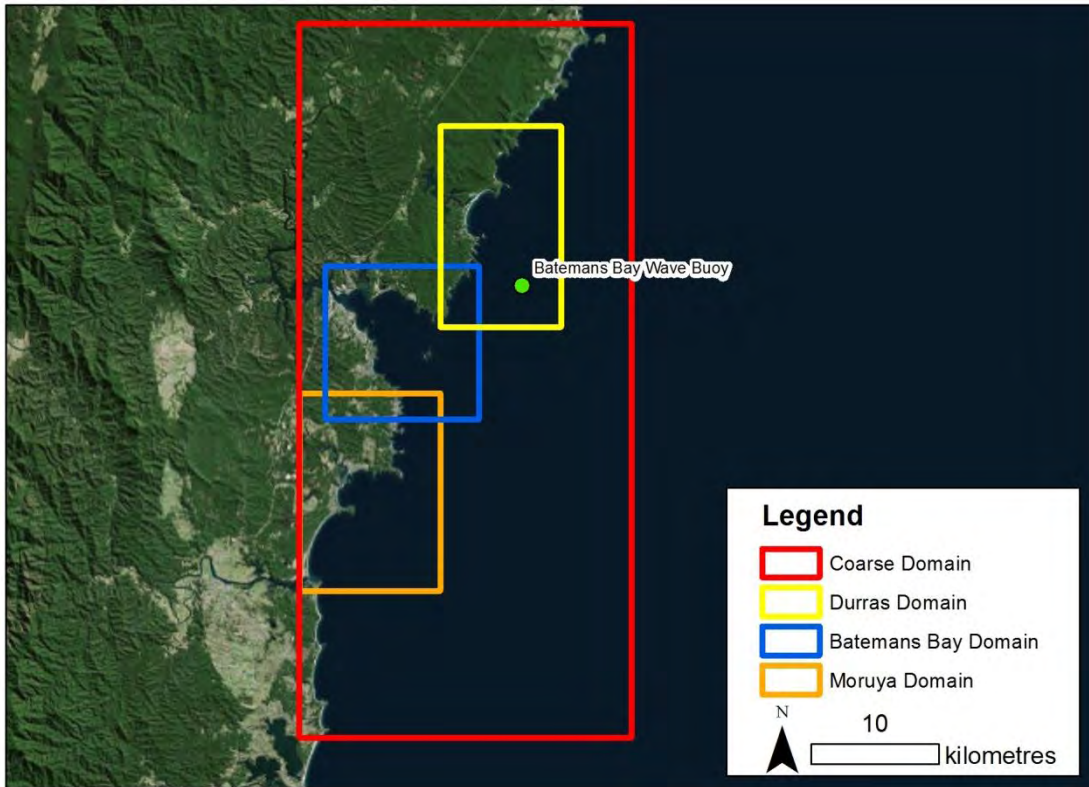 Batemans Bay Wave Buoy
Legend
Coarse Domain
Durras Domain
Batemans Bay Domain
Moruya Domain
N
10
kilometres